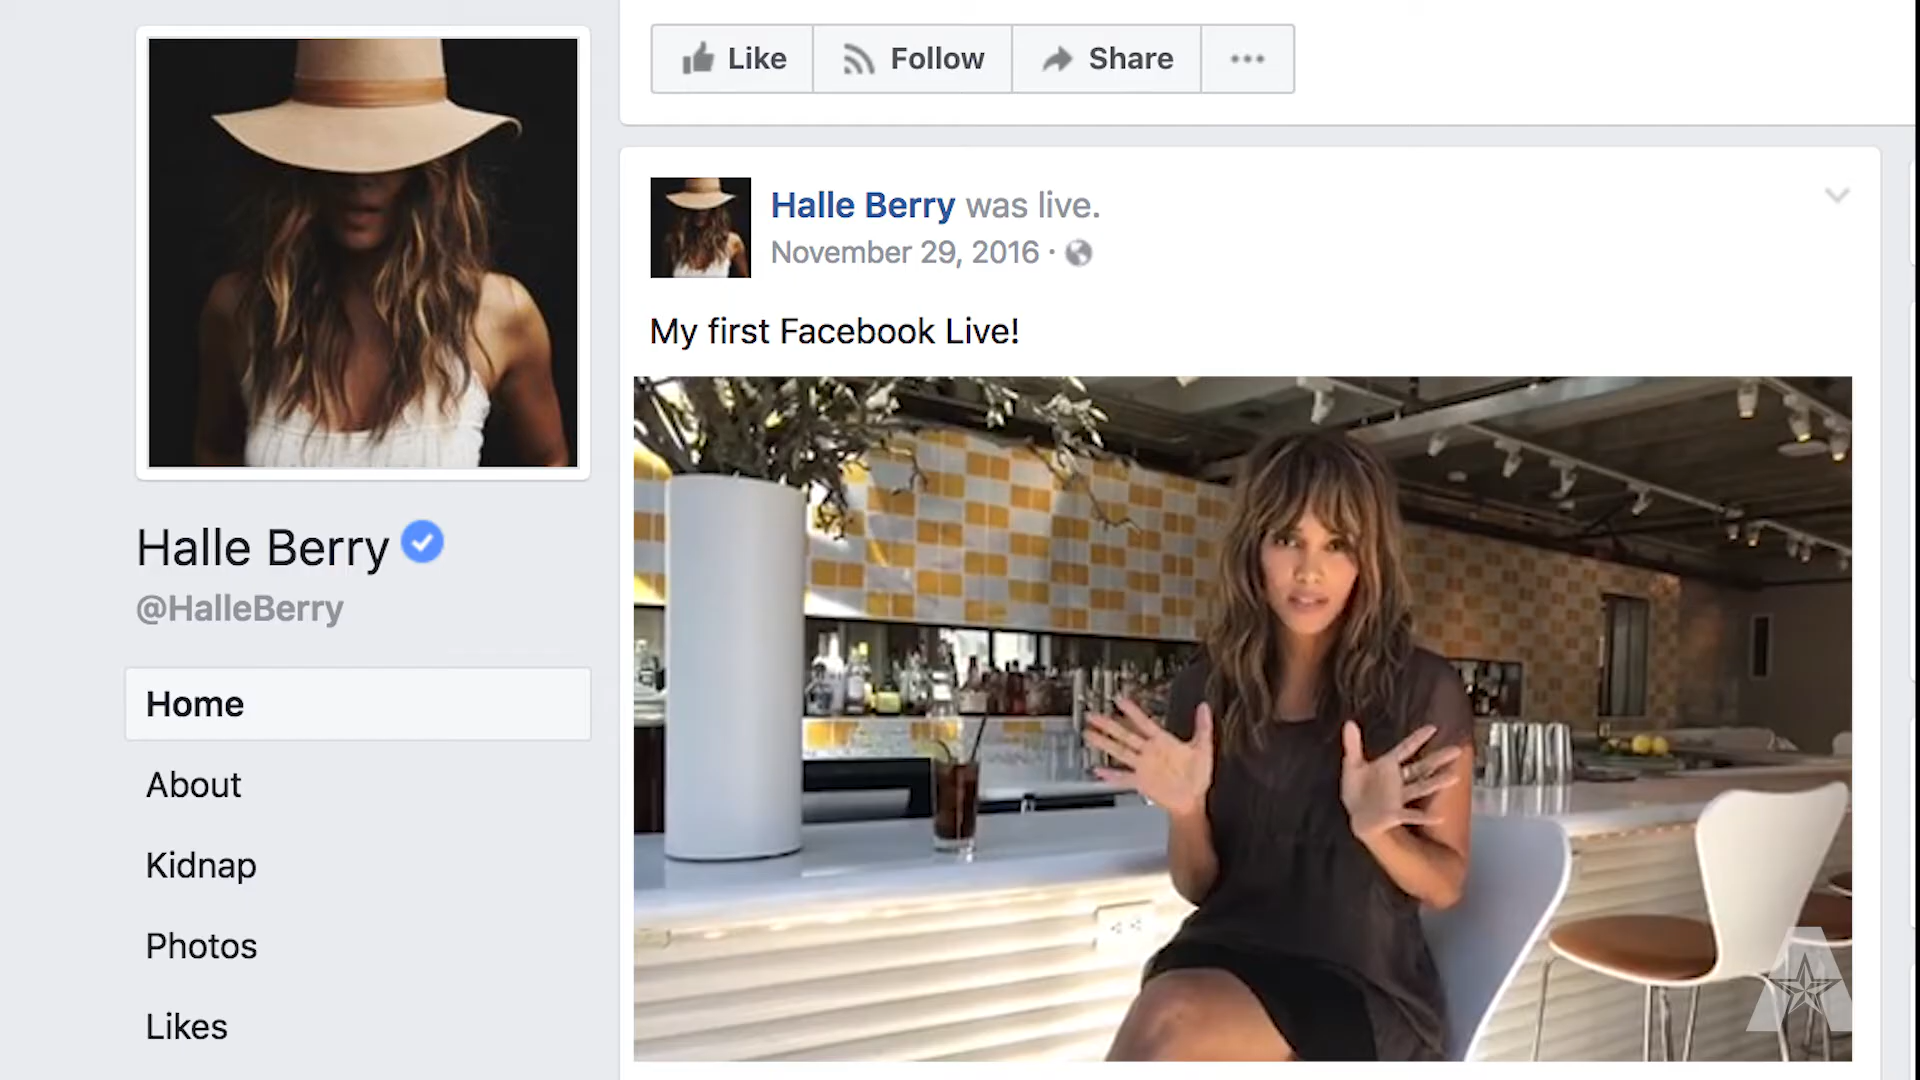 Like
Follow
Share
Halle Berry was live.
November 29, 2016 ·
My first Facebook Live!
Halle Berry
@HalleBerry
Home
About
Kidnap
Photos
Likes